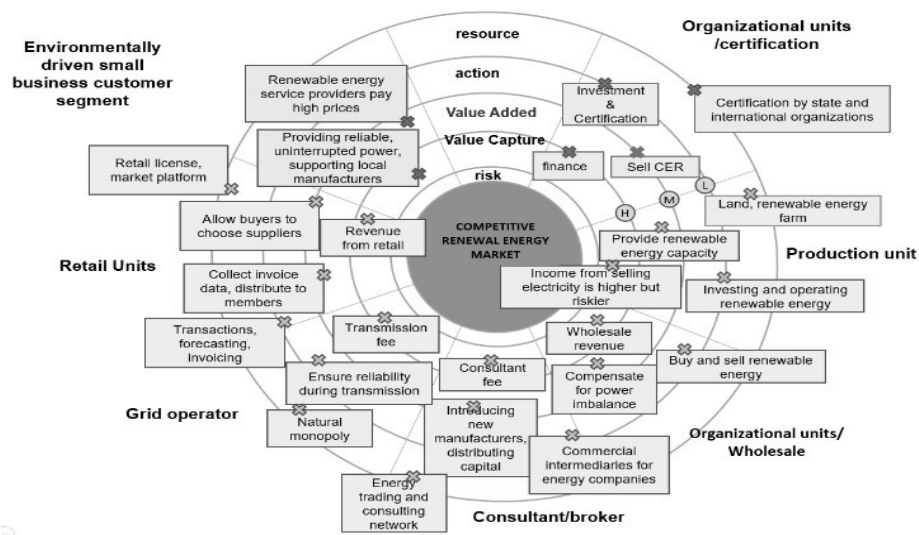 Environmentally
driven small
business customer
segment
resource
action
Value Added
Value Capture
risk
Organizational units
/certification
Renewable energy
service providers pay
high prices
Investment
&
Certification
Certification by state and
international organizations
Providing reliable,
uninterrupted power,
supporting local
manufacturers
finance
Sell CER
Retail license,
market platform
L
M
H
Land, renewable energy
farm
Allow buyers to
choose suppliers
Revenue
from retail
COMPETITIVE
RENEWAL ENERGY
MARKET
Provide renewable
energy capacity
Production unit
Retail Units
Collect invoice
data, distribute to
members
Income from selling
electricity is higher but
riskier
Investing and operating
renewable energy
Transactions,
forecasting,
invoicing
Transmission
fee
Wholesale
revenue
Buy and sell renewable
energy
Ensure reliability
during transmission
Consultant
fee
Compensate
for power
imbalance
Grid operator
Natural
monopoly
Introducing
new
manufacturers,
distributing
capital
Commercial
intermediaries for
energy companies
Organizational units/
Wholesale
Energy
trading and
consulting
network
Consultant/broker